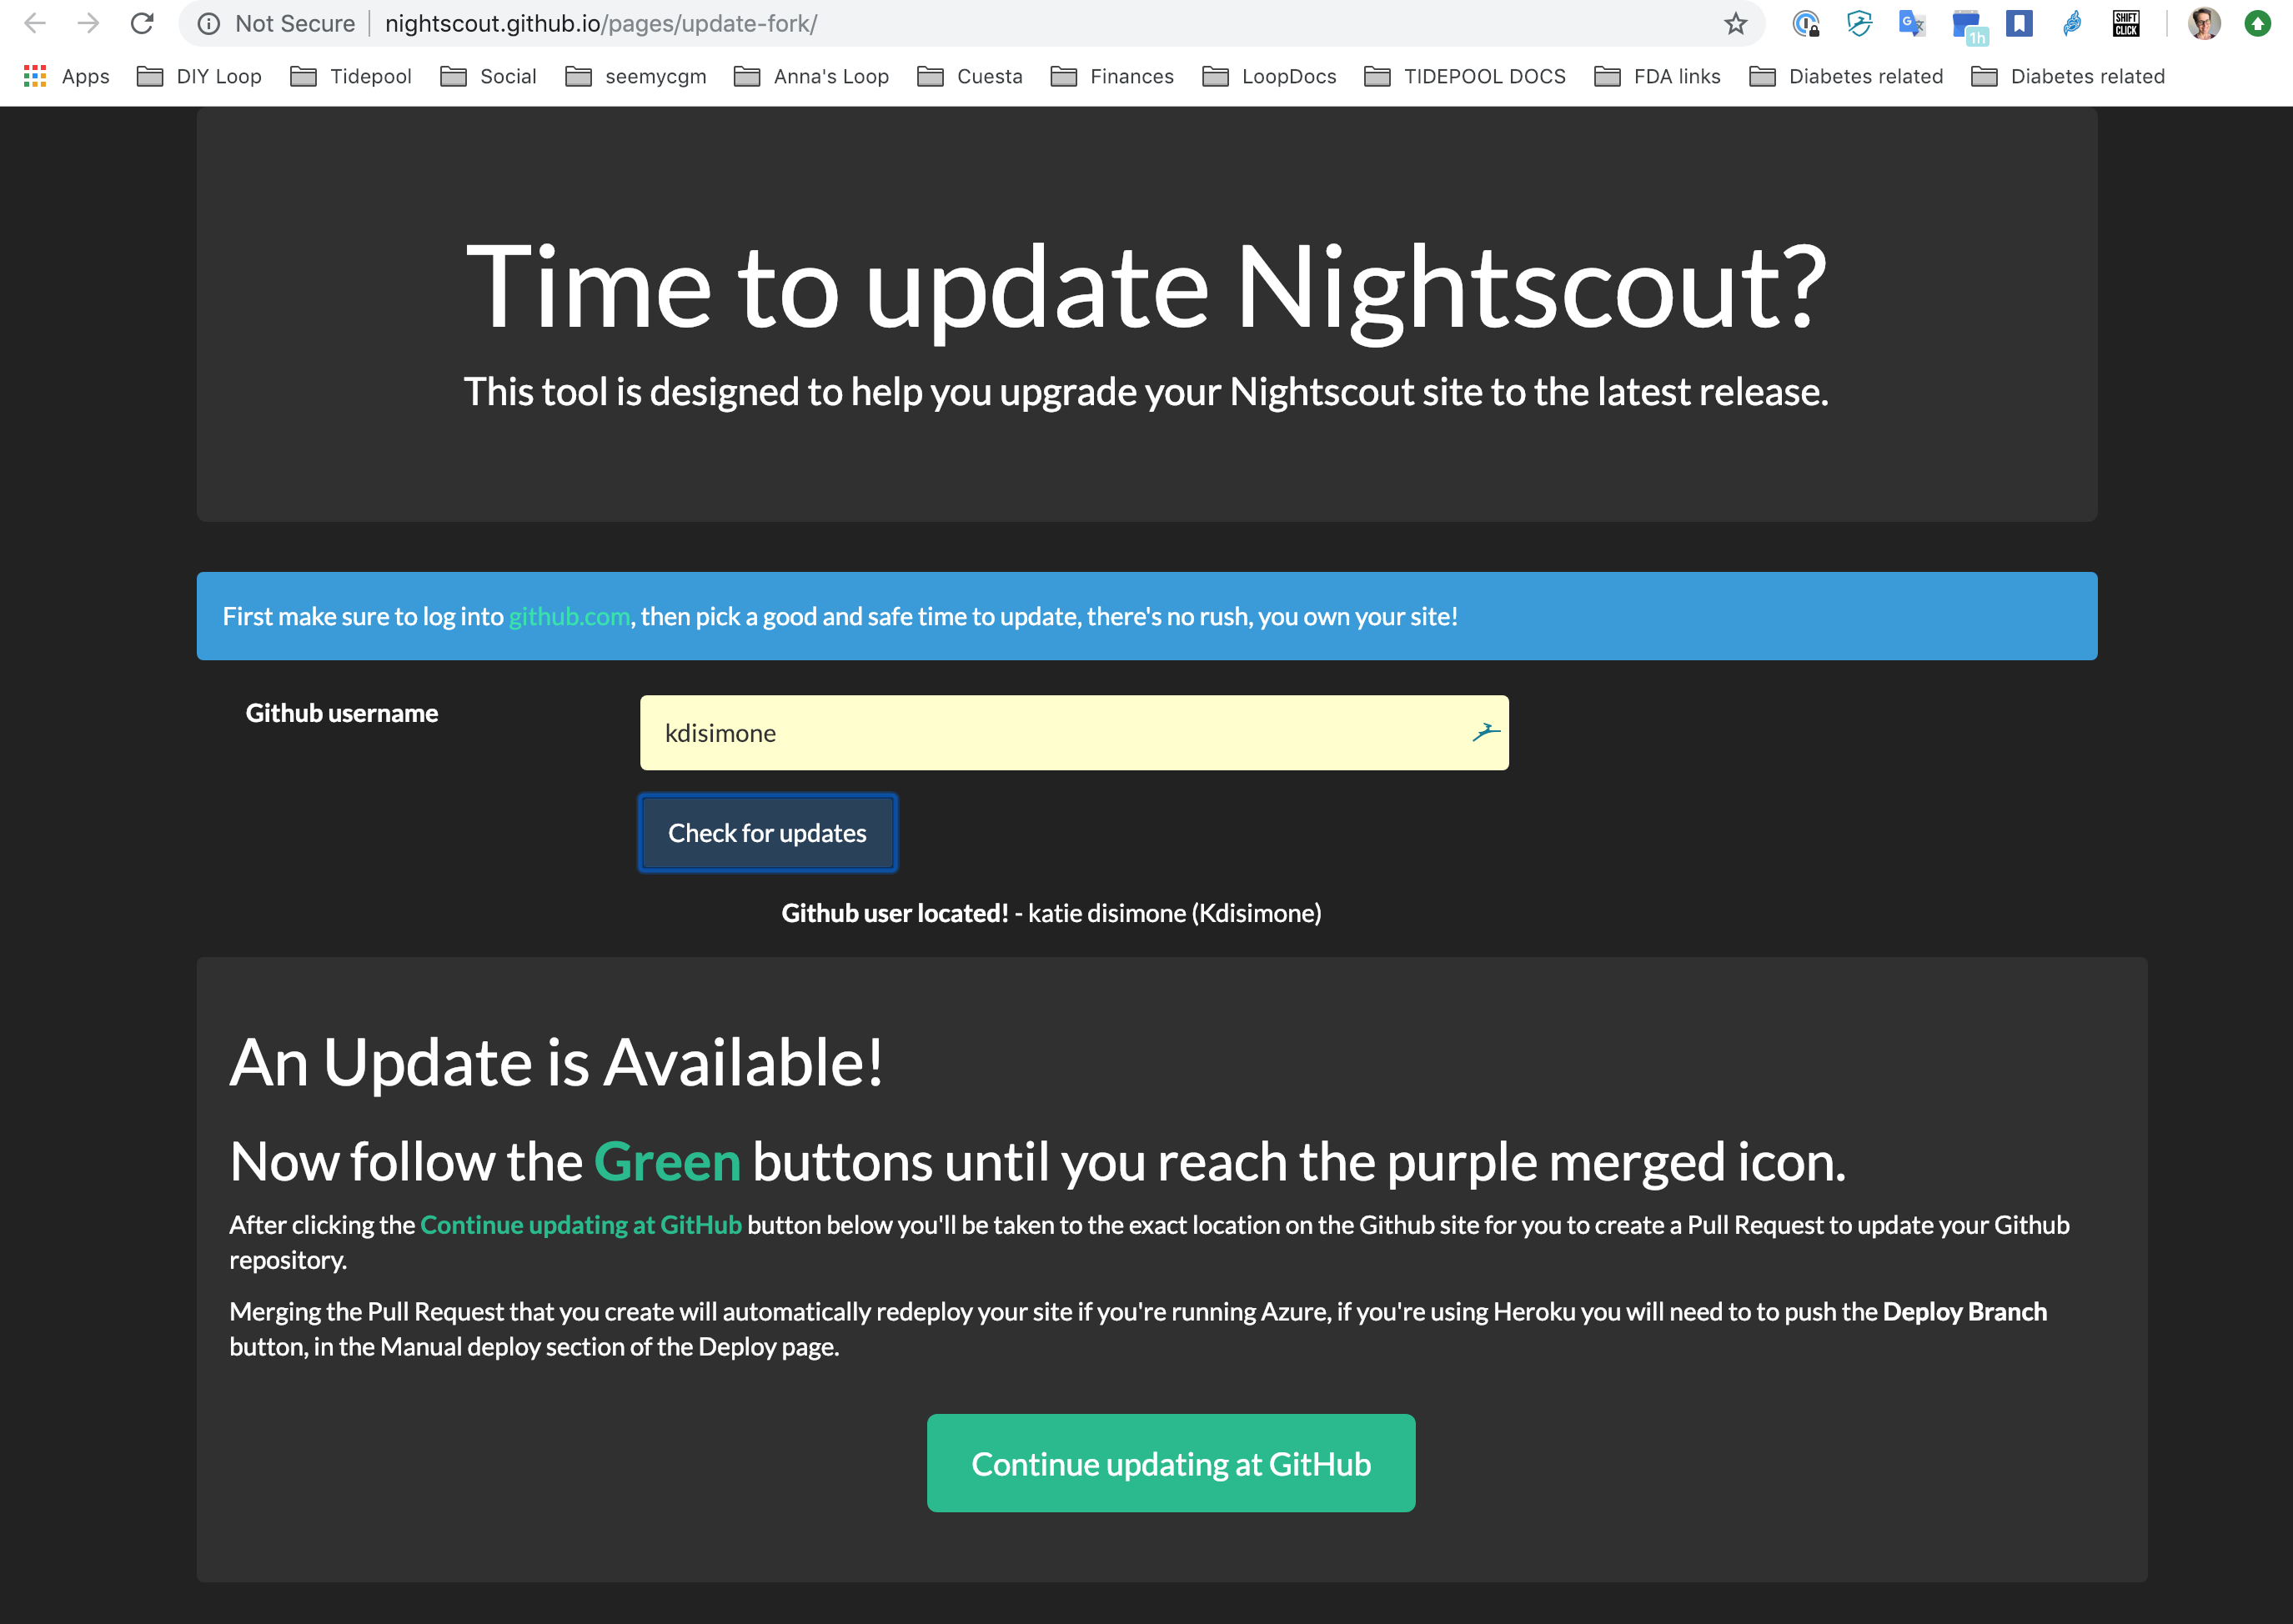 Not Secure | nightscout.github.io/pages/update-fork/
1h
SHIFT CLICK
Apps DIY Loop Tidepool Social seemycgm Anna's Loop Cuesta Finances LoopDocs TIDEPOOL DOCS FDA links Diabetes related Diabetes related
Time to update Nightscout?
This tool is designed to help you upgrade your Nightscout site to the latest release.
First make sure to log into github.com, then pick a good and safe time to update, there's no rush, you own your site!
Github username
kdisimone
Check for updates
Github user located! - katie disimone (Kdisimone)
An Update is Available!
Now follow the Green buttons until you reach the purple merged icon.
After clicking the Continue updating at GitHub button below you'll be taken to the exact location on the Github site for you to create a Pull Request to update your Github
repository.
Merging the Pull Request that you create will automatically redeploy your site if you're running Azure, if you're using Heroku you will need to to push the Deploy Branch
button, in the Manual deploy section of the Deploy page.
Continue updating at GitHub